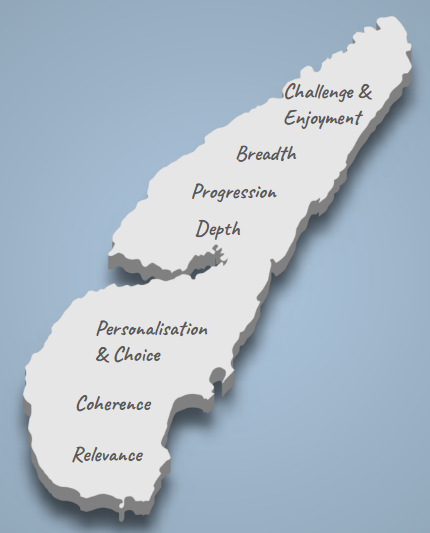 Challenge &
Enjoyment
Breadth
Progression
Depth
Personalisation
& Choice
Coherence
Relevance